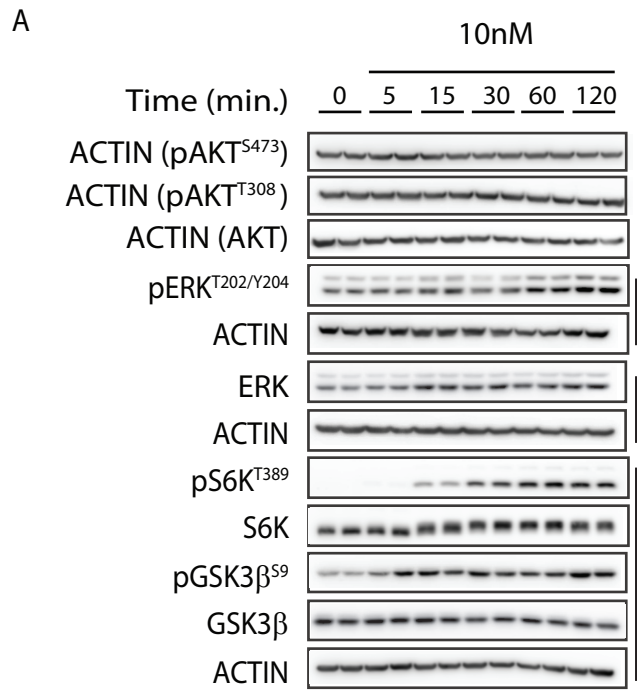 A
10nM
Time (min.) 0 5 15 30 60 120
ACTIN (pAKTS473)
ACTIN (pAKTT308 )
ACTIN (AKT)
pERKT202/Y204
ACTIN
ERK
ACTIN
pS6KT389
S6K
pGSK3βS9
GSK3β
ACTIN